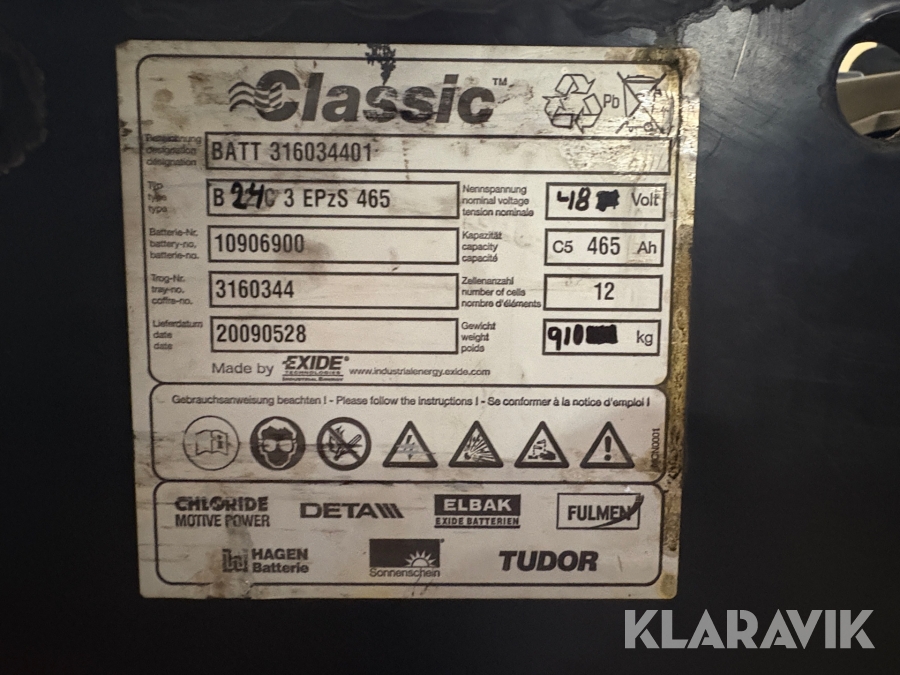 Classic™
Pb
Bezeichnung
designation
désignation
BATT 316034401
Typ
type
type
B 24C 3 EPzS 465
Nennspannung
nominal voltage
tension nominale
48 Volt
Batterie-Nr.
battery-no.
batterie-no.
10906900
Kapazität
capacity
capacité
C5 465 Ah
Trog-Nr.
tray-no.
coffre-no.
3160344
Zellenanzahl
number of cells
nombre d'éléments
12
Lieferdatum
date
date
20090528
Gewicht
weight
poids
910 kg
Made by EXIDE®
TECHNOLOGIES
INDUSTRIAL ENERGY
www.industrialenergy.exide.com
Gebrauchsanweisung beachten ! - Please follow the instructions ! - Se conformer à la notice d'emploi !
CHLORIDE
MOTIVE POWER
DETA
ELBAK
EXIDE BATTERIEN
FULMEN
HAGEN
Batterie
Sonnenschein
TUDOR
KLARAVIK